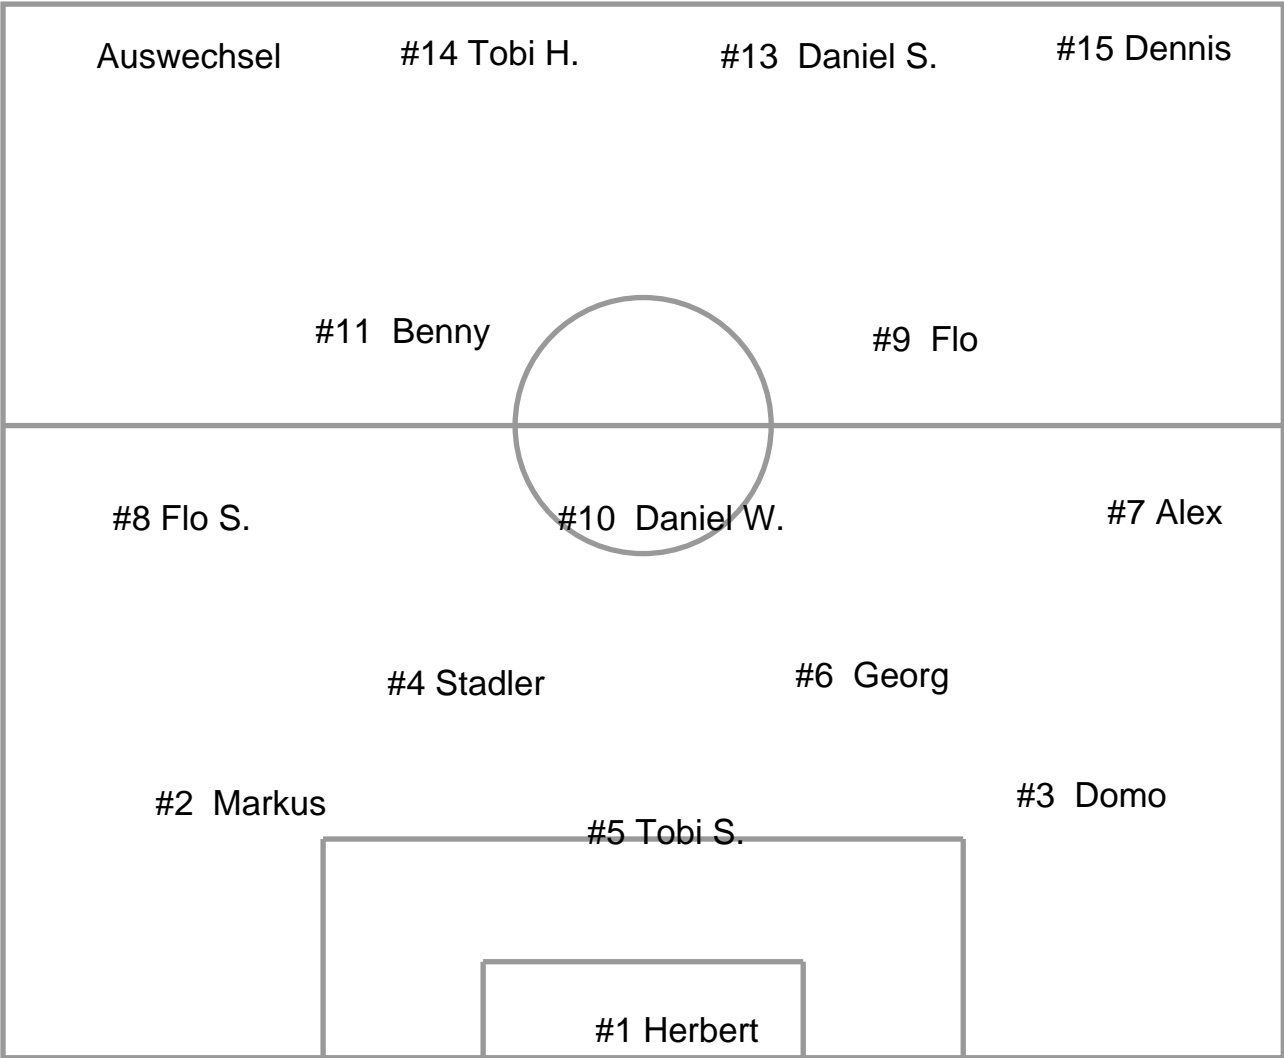 Auswechsel #14 Tobi H. #13 Daniel S. #15 Dennis
#11 Benny #9 Flo
#8 Flo S. #10 Daniel W. #7 Alex
#4 Stadler #6 Georg
#2 Markus #3 Domo
#5 Tobi S.
#1 Herbert